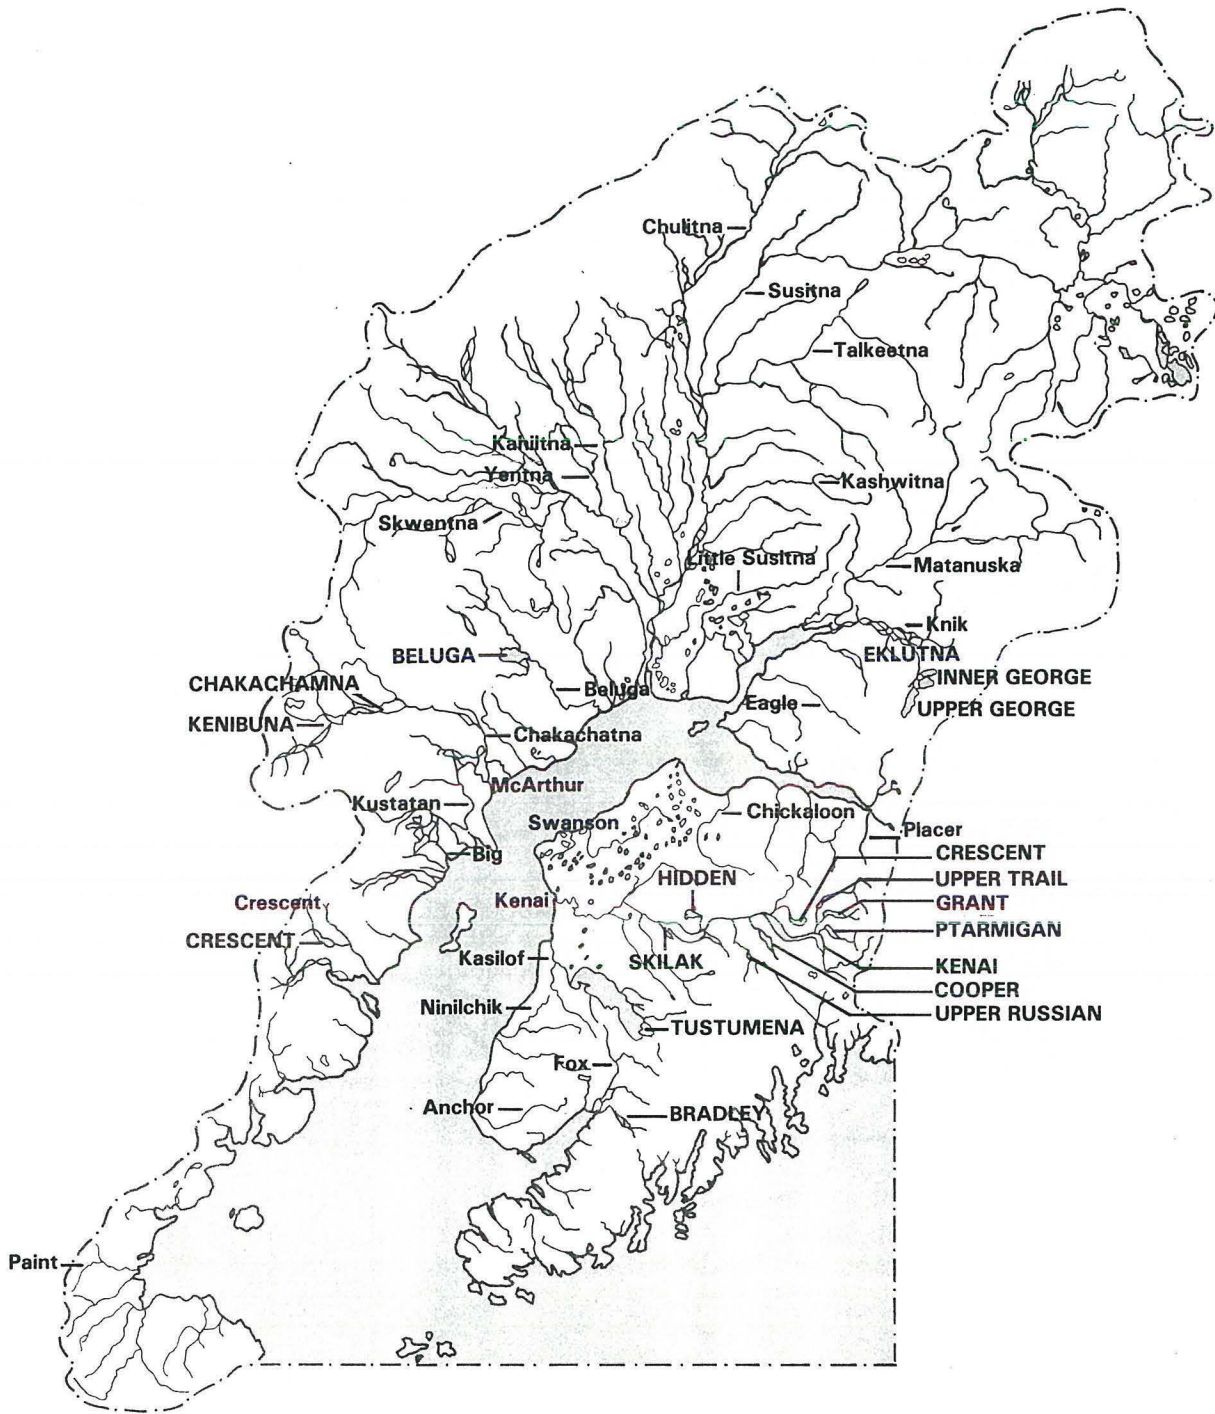 Chulitna
Susitna
Talkeetna
Kahiltna
Yentna
Kashwitna
Skwentna
Little Susitna
Matanuska
Knik
BELUGA
EKLUTNA
INNER GEORGE
CHAKACHAMNA
Beluga
Eagle
UPPER GEORGE
KENIBUNA
Chakachatna
McArthur
Kustatan
Chickaloon
Swanson
Placer
Big
CRESCENT
HIDDEN
UPPER TRAIL
Crescent
Kenai
GRANT
PTARMIGAN
CRESCENT
Kasilof
SKILAK
KENAI
COOPER
Ninilchik
UPPER RUSSIAN
TUSTUMENA
Fox
Anchor
BRADLEY
Paint